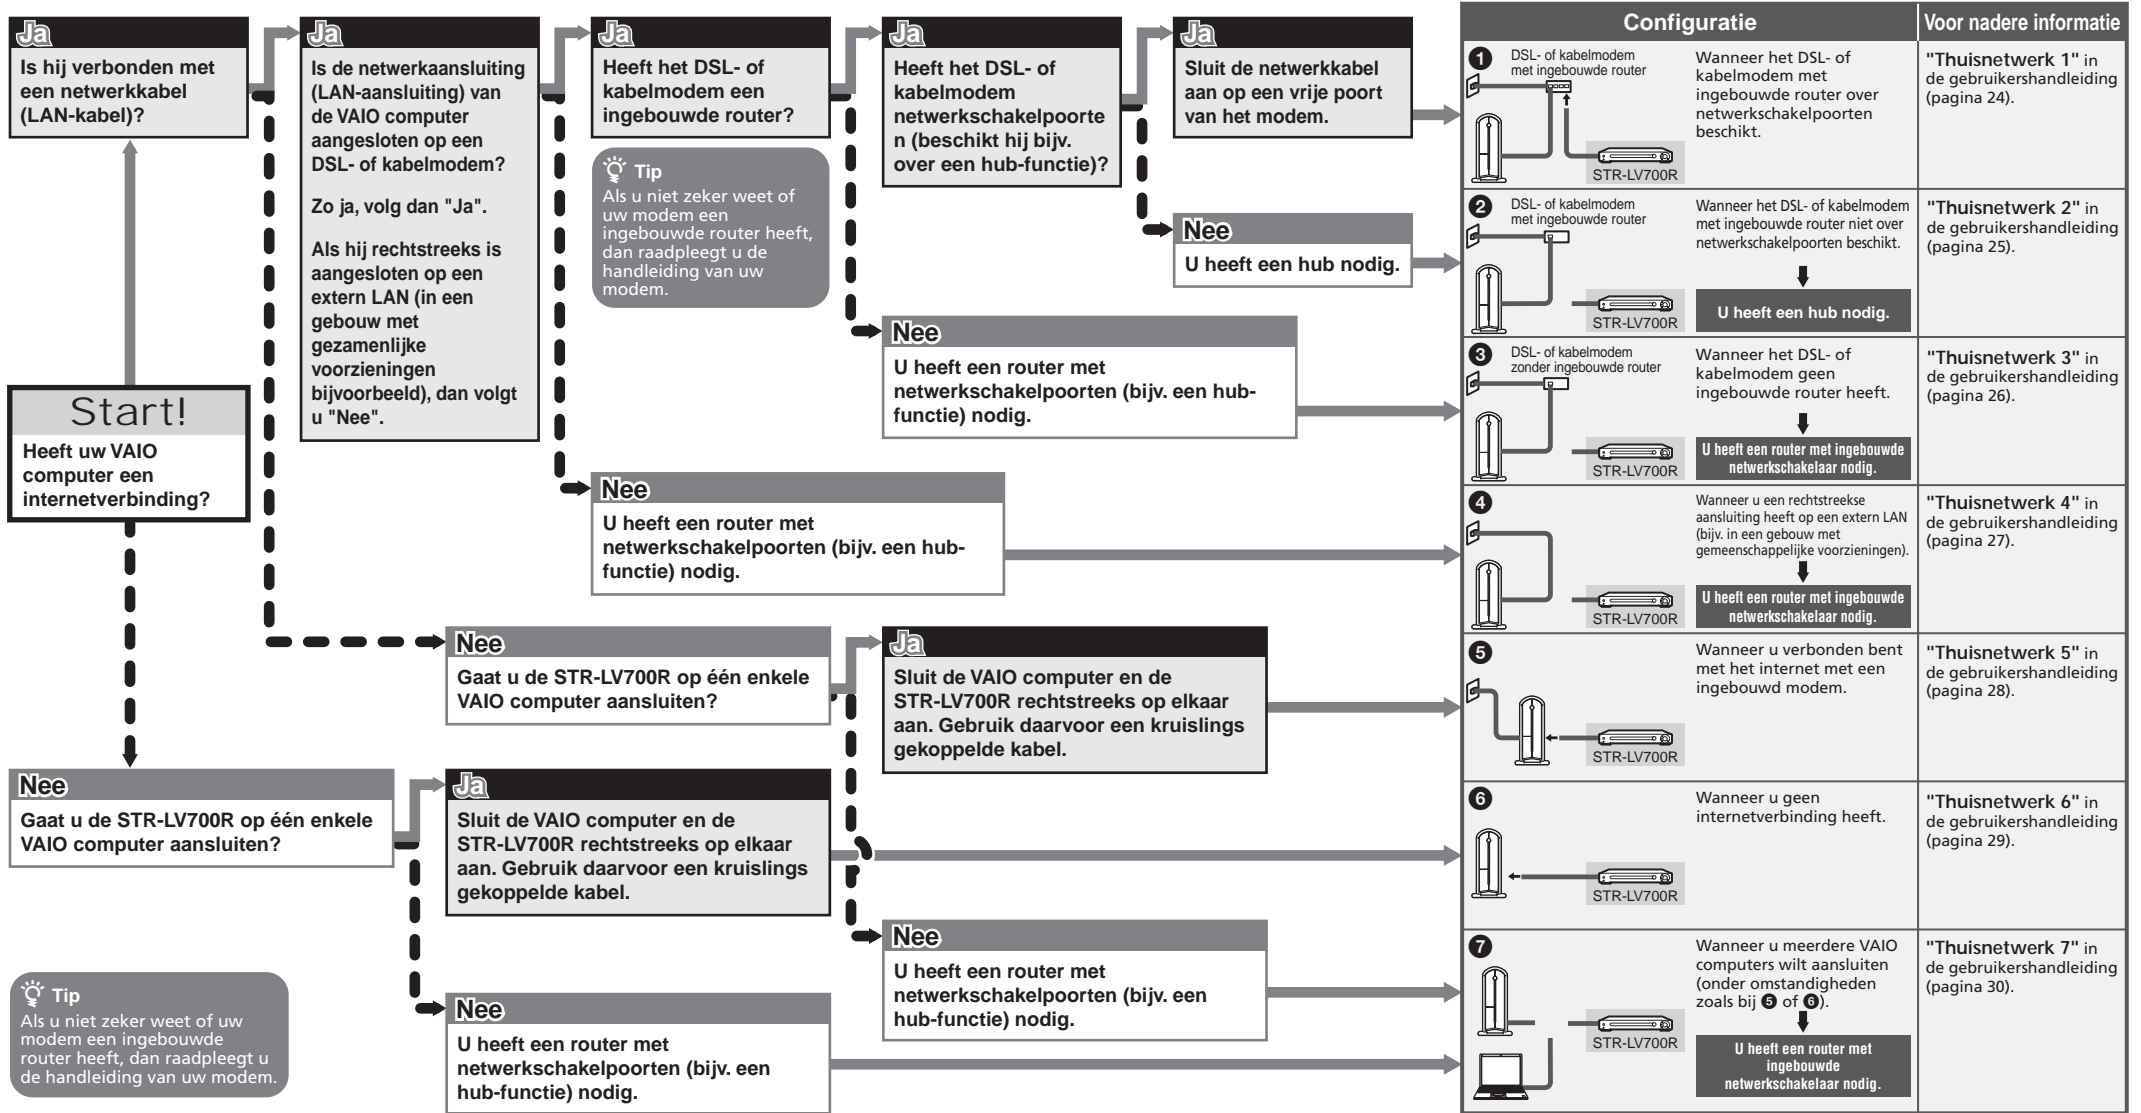 Ja
Is hij verbonden met
een netwerkkabel
(LAN-kabel)?
Ja
Is de netwerkaansluiting
(LAN-aansluiting) van
de VAIO computer
aangesloten op een
DSL- of kabelmodem?
Zo ja, volg dan "Ja".
Als hij rechtstreeks is
aangesloten op een
extern LAN (in een
gebouw met
gezamenlijke
voorzieningen
bijvoorbeeld), dan volgt
u "Nee".
Ja
Heeft het DSL- of
kabelmodem een
ingebouwde router?
Tip
Als u niet zeker weet of
uw modem een
ingebouwde router heeft,
dan raadpleegt u de
handleiding van uw
modem.
Ja
Heeft het DSL- of
kabelmodem
netwerkschakelpoorte
n (beschikt hij bijv.
over een hub-functie)?
Ja
Sluit de netwerkkabel
aan op een vrije poort
van het modem.
Nee
U heeft een hub nodig.
Nee
U heeft een router met
netwerkschakelpoorten (bijv. een hub-
functie) nodig.
Start!
Heeft uw VAIO
computer een
internetverbinding?
Nee
U heeft een router met
netwerkschakelpoorten (bijv. een hub-
functie) nodig.
Nee
Gaat u de STR-LV700R op één enkele
VAIO computer aansluiten?
Ja
Sluit de VAIO computer en de
STR-LV700R rechtstreeks op elkaar
aan. Gebruik daarvoor een kruislings
gekoppelde kabel.
Nee
Gaat u de STR-LV700R op één enkele
VAIO computer aansluiten?
Ja
Sluit de VAIO computer en de
STR-LV700R rechtstreeks op elkaar
aan. Gebruik daarvoor een kruislings
gekoppelde kabel.
Nee
U heeft een router met
netwerkschakelpoorten (bijv. een
hub-functie) nodig.
Nee
U heeft een router met
netwerkschakelpoorten (bijv. een
hub-functie) nodig.
Tip
Als u niet zeker weet of uw
modem een ingebouwde
router heeft, dan raadpleegt u
de handleiding van uw modem.
Configuratie
Voor nadere informatie
1
DSL- of kabelmodem
met ingebouwde router
STR-LV700R
Wanneer het DSL- of
kabelmodem met
ingebouwde router over
netwerkschakelpoorten
beschikt.
"Thuisnetwerk 1" in
de gebruikershandleiding
(pagina 24).
2
DSL- of kabelmodem
met ingebouwde router
STR-LV700R
Wanneer het DSL- of kabelmodem
met ingebouwde router niet over
netwerkschakelpoorten beschikt.
U heeft een hub nodig.
"Thuisnetwerk 2" in
de gebruikershandleiding
(pagina 25).
3
DSL- of kabelmodem
zonder ingebouwde router
STR-LV700R
Wanneer het DSL- of
kabelmodem geen
ingebouwde router heeft.
U heeft een router met ingebouwde
netwerkschakelaar nodig.
"Thuisnetwerk 3" in
de gebruikershandleiding
(pagina 26).
4
STR-LV700R
Wanneer u een rechtstreekse
aansluiting heeft op een extern LAN
(bijv. in een gebouw met
gemeenschappelijke voorzieningen).
U heeft een router met ingebouwde
netwerkschakelaar nodig.
"Thuisnetwerk 4" in
de gebruikershandleiding
(pagina 27).
5
STR-LV700R
Wanneer u verbonden bent
met het internet met een
ingebouwd modem.
"Thuisnetwerk 5" in
de gebruikershandleiding
(pagina 28).
6
STR-LV700R
Wanneer u geen
internetverbinding heeft.
"Thuisnetwerk 6" in
de gebruikershandleiding
(pagina 29).
7
STR-LV700R
Wanneer u meerdere VAIO
computers wilt aansluiten
(onder omstandigheden
zoals bij 5 of 6).
U heeft een router met
ingebouwde
netwerkschakelaar nodig.
"Thuisnetwerk 7" in
de gebruikershandleiding
(pagina 30).